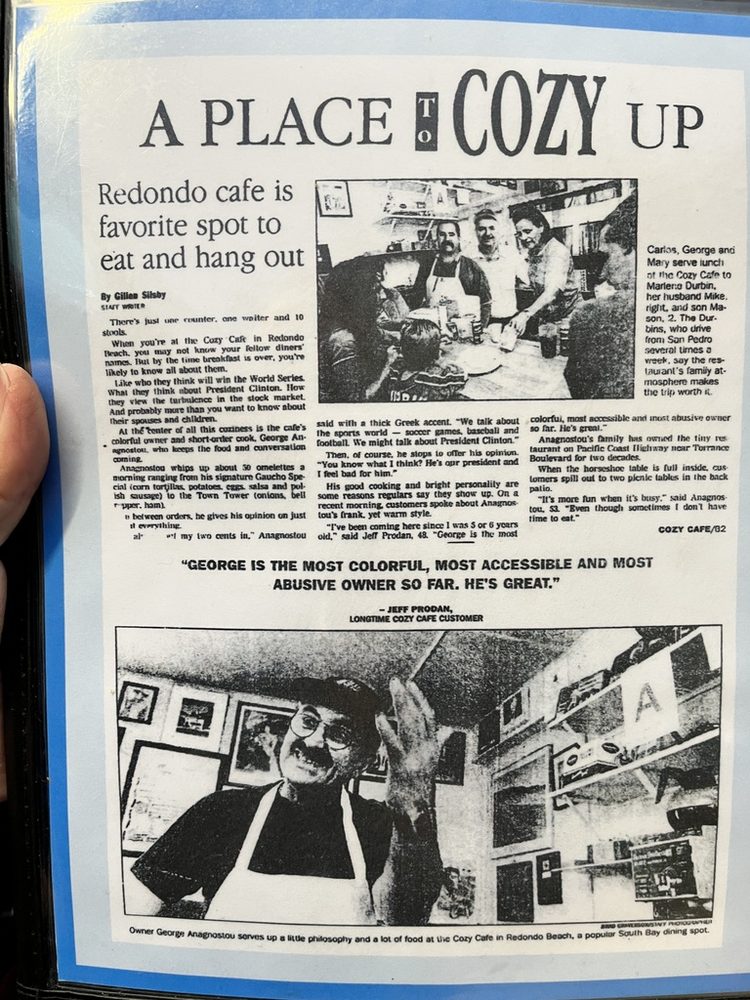 A PLACE TO COZY UP
Redondo cafe is
favorite spot to
eat and hang out
By Gillen Silsby
STAFF WRITER
There's just one counter, one waiter and 10
stools.
When you're at the Cozy Cafe in Redondo
Beach, you may not know your fellow diners'
names. But by the time breakfast is over, you're
likely to know all about them.
Like who they think will win the World Series.
What they think about President Clinton. How
they view the turbulence in the stock market.
And probably more than you want to know about
their spouses and children.
At the center of all this coziness is the cafe's
colorful owner and short-order cook, George An-
agnostou, who keeps the food and conversation
coming.
Anagnostou whips up about 50 omelettes a
morning ranging from his signature Gaucho Spe-
cial (corn tortillas, potatoes, eggs, salsa and pol-
ish sausage) to the Town Tower (onions, bell
pper, ham).
n between orders, he gives his opinion on just
it everything.
my two cents in," Anagnostou
said with a thick Greek accent. "We talk about
the sports world — soccer games, baseball and
football. We might talk about President Clinton."
Then, of course, he stops to offer his opinion.
"You know what I think? He's opr president and
I feel bad for him."
His good cooking and bright personality are
some reasons regulars say they show up. On a
recent morning, customers spoke about Anagnos-
tou's frank, yet warm style.
"I've been coming here since I was 5 or 6 years
old," said Jeff Prodan, 48. "George is the most
colorful, most accessible and most abusive owner
so far. He's great."
Anagnostou's family has owned the tiny res-
taurant on Pacific Coast Highway near Torrance
Boulevard for two decades.
When the horseshoe table is full inside, cus-
tomers spill out to two picnic tables in the back
patio.
"It's more fun when it's busy," said Anagnos-
tou, 53. "Even though sometimes I don't have
time to eat."
COZY CAFE/B2
Carlos, George and
Mary serve lunch
at the Cozy Cafe to
Marlene Durbin,
her husband Mike,
right, and son Ma-
son, 2. The Dur-
bins, who drive
from San Pedro
several times a
week, say the res-
taurant's family at-
mosphere makes
the trip worth it.
"GEORGE IS THE MOST COLORFUL, MOST ACCESSIBLE AND MOST
ABUSIVE OWNER SO FAR. HE'S GREAT."
– JEFF PRODAN,
LONGTIME COZY CAFE CUSTOMER
A
STAFF PHOTOGRAPHER
Owner George Anagnostou serves up a little philosophy and a lot of food at the Cozy Cafe in Redondo Beach, a popular South Bay dining spot.